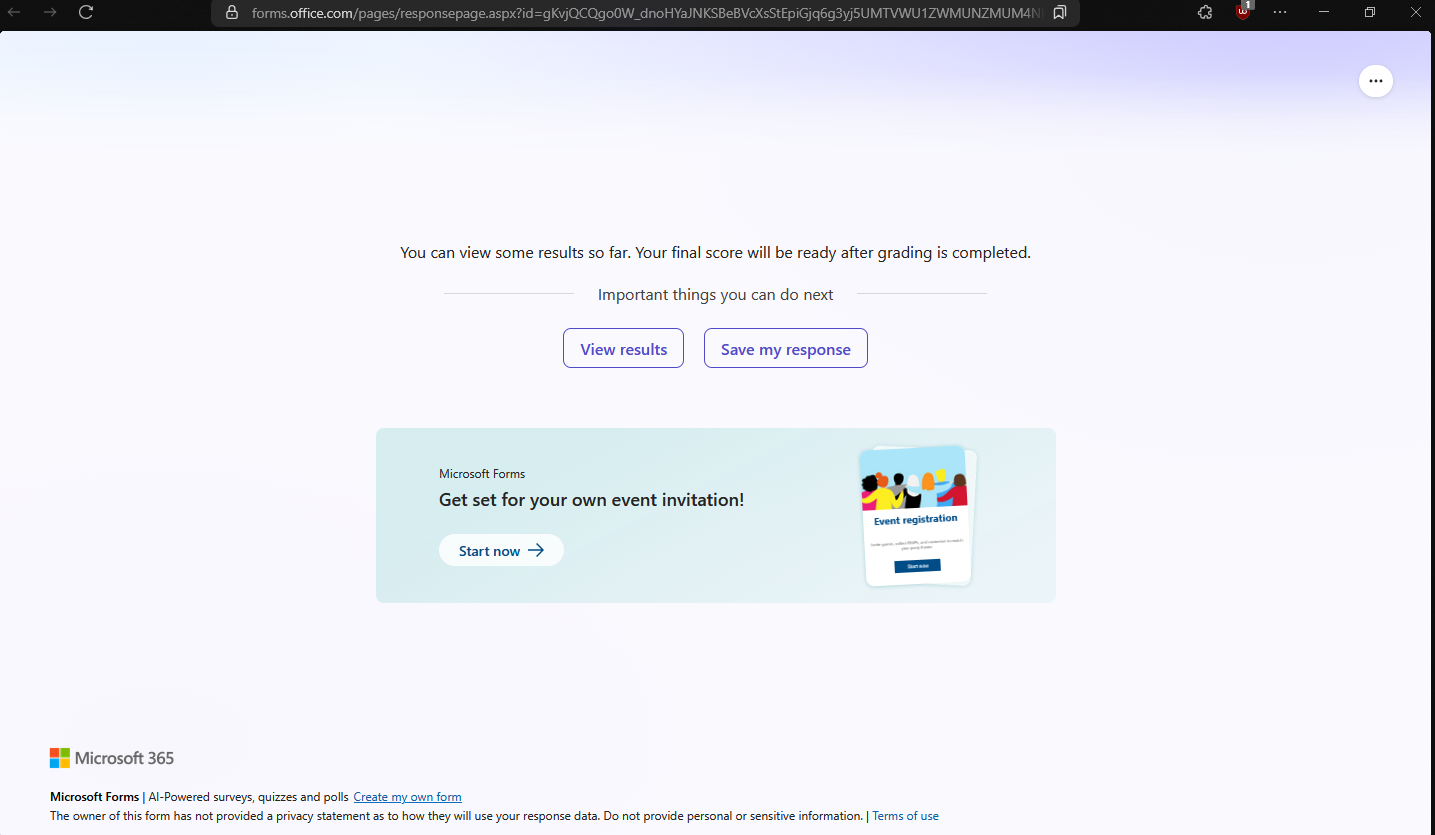 forms.office.com/pages/responsepage.aspx?id=gKvjQCQgo0W_dnoHYaJNKSBeBVcXsStEpiGjq6g3yj5UMTVWU1ZWMUNZMUM4N
1
You can view some results so far. Your final score will be ready after grading is completed.
Important things you can do next
View results
Save my response
Microsoft Forms
Get set for your own event invitation!
Start now
Event registration
Start now
Microsoft 365
Microsoft Forms | AI-Powered surveys, quizzes and polls Create my own form
The owner of this form has not provided a privacy statement as to how they will use your response data. Do not provide personal or sensitive information. | Terms of use